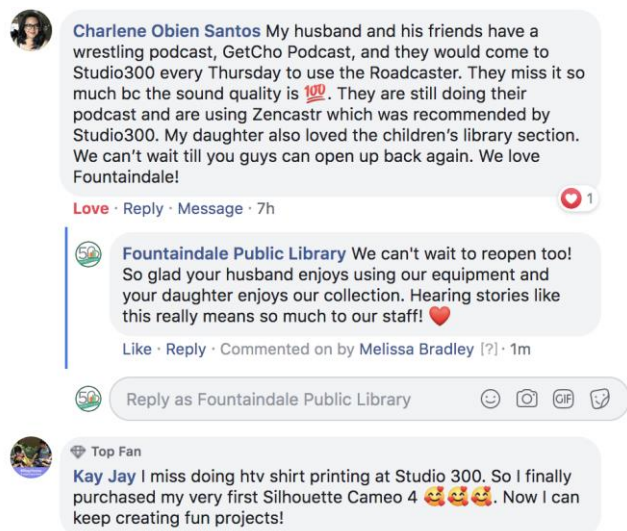 Charlene Obien Santos My husband and his friends have a
wrestling podcast, GetCho Podcast, and they would come to
Studio300 every Thursday to use the Roadcaster. They miss it so
much bc the sound quality is 💯. They are still doing their
podcast and are using Zencastr which was recommended by
Studio300. My daughter also loved the children’s library section.
We can’t wait till you guys can open up back again. We love
Fountaindale!
1
Love · Reply · Message · 7h
50
Fountaindale Public Library We can't wait to reopen too!
So glad your husband enjoys using our equipment and
your daughter enjoys our collection. Hearing stories like
this really means so much to our staff! ❤️
Like · Reply · Commented on by Melissa Bradley [?] · 1m
50
Reply as Fountaindale Public Library
GIF
Top Fan
Kay Jay I miss doing htv shirt printing at Studio 300. So I finally
purchased my very first Silhouette Cameo 4 🥰🥰🥰. Now I can
keep creating fun projects!